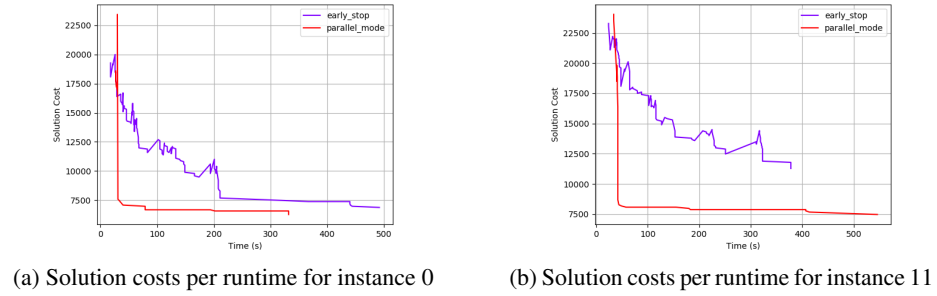 early_stop
parallel_mode
Solution Cost
22500
20000
17500
15000
12500
10000
7500
0 100 200 300 400 500
Time (s)
(a) Solution costs per runtime for instance 0
early_stop
parallel_mode
Solution Cost
22500
20000
17500
15000
12500
10000
7500
0 100 200 300 400 500
Time (s)
(b) Solution costs per runtime for instance 11